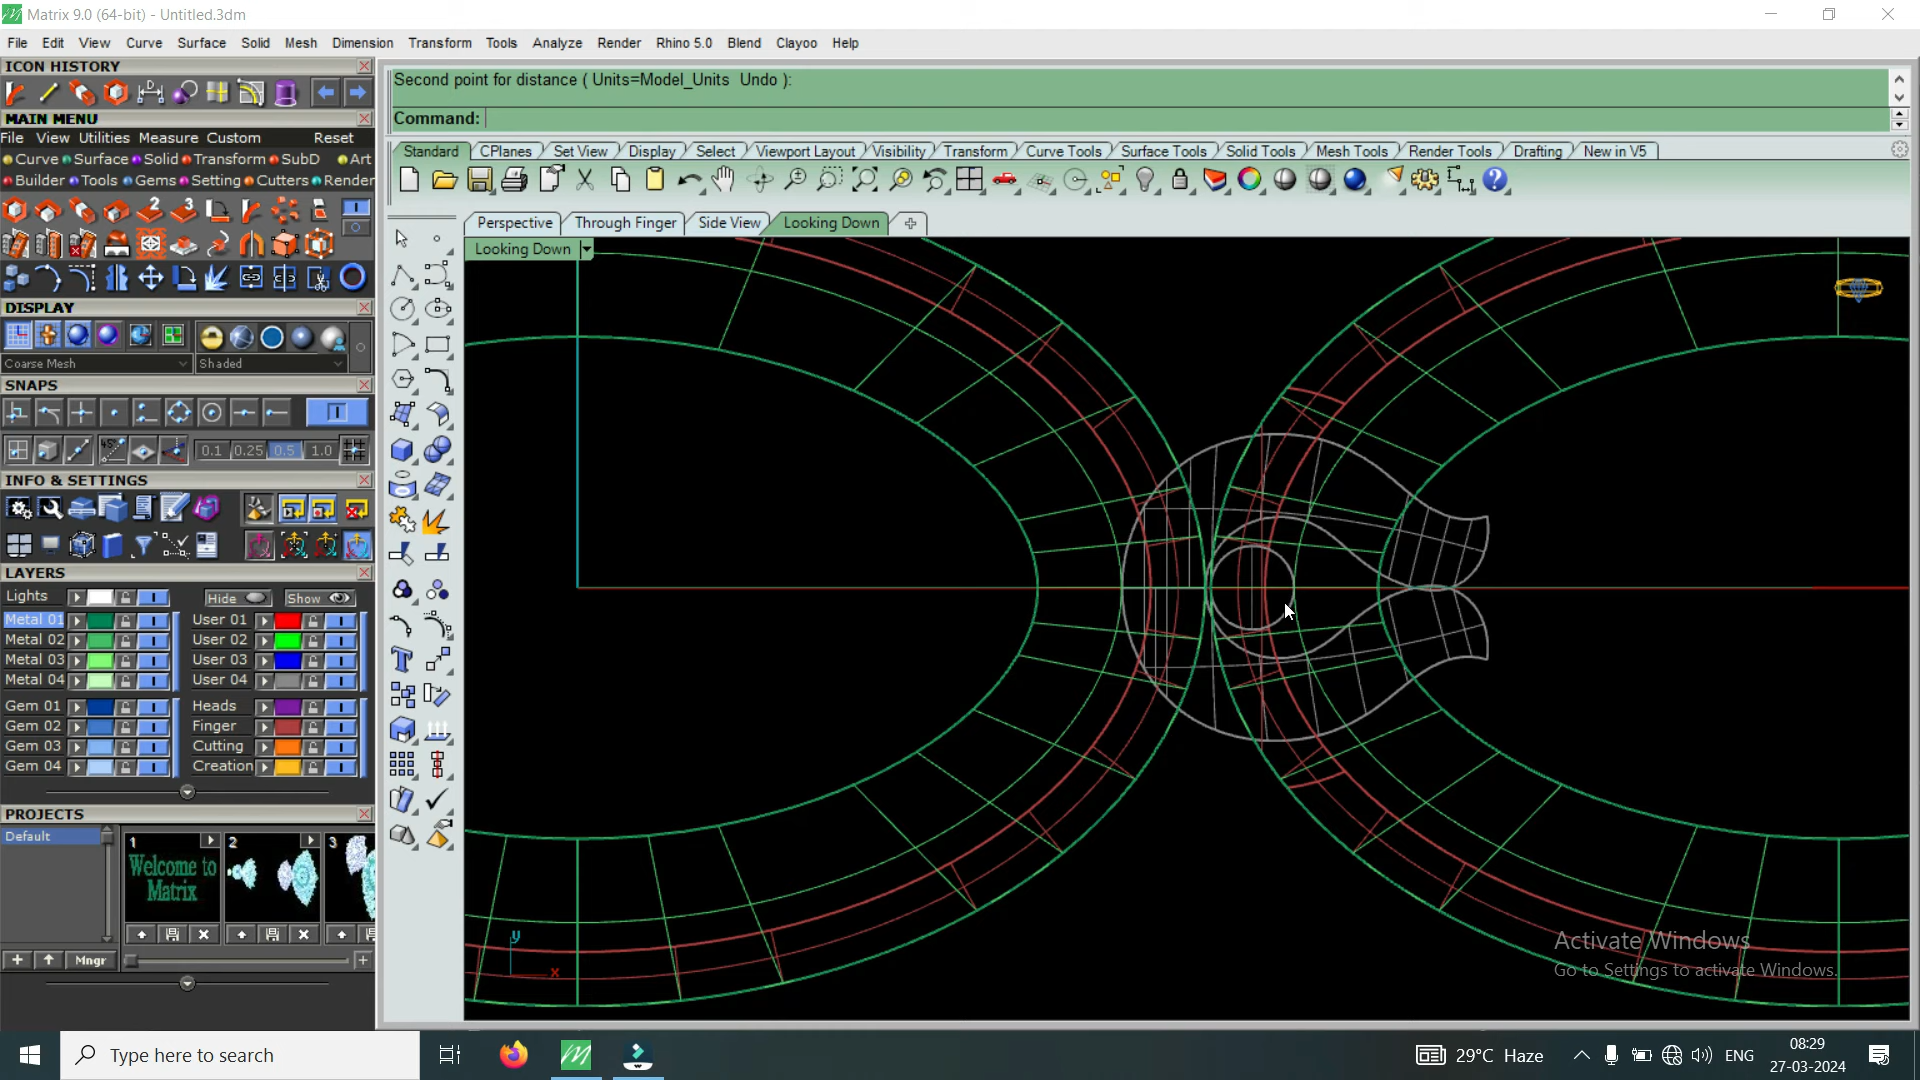 Matrix 9.0 (64-bit) - Untitled.3dm
File Edit View Curve Surface Solid Mesh Dimension Transform Tools Analyze Render Rhino 5.0 Blend Clayoo Help
ICON HISTORY
Second point for distance ( Units=Model_Units Undo ):
Command:
MAIN MENU
File View Utilities Measure Custom Reset
Curve Surface Solid Transform SubD Art
Builder Tools Gems Setting Cutters Render
Standard CPlanes Set View Display Select Viewport Layout Visibility Transform Curve Tools Surface Tools Solid Tools Mesh Tools Render Tools Drafting New in V5
Perspective Through Finger Side View Looking Down
Looking Down
DISPLAY
Coarse Mesh Shaded
SNAPS
0.1 0.25 0.5 1.0
INFO & SETTINGS
LAYERS
Lights Hide Show
Metal 01 User 01
Metal 02 User 02
Metal 03 User 03
Metal 04 User 04
Gem 01 Heads
Gem 02 Finger
Gem 03 Cutting
Gem 04 Creation
PROJECTS
Default
1 2 3
Welcome to
Matrix
Mngr
y
x
Activate Windows
Go to Settings to activate Windows.
Type here to search
29°C Haze
ENG
08:29
27-03-2024